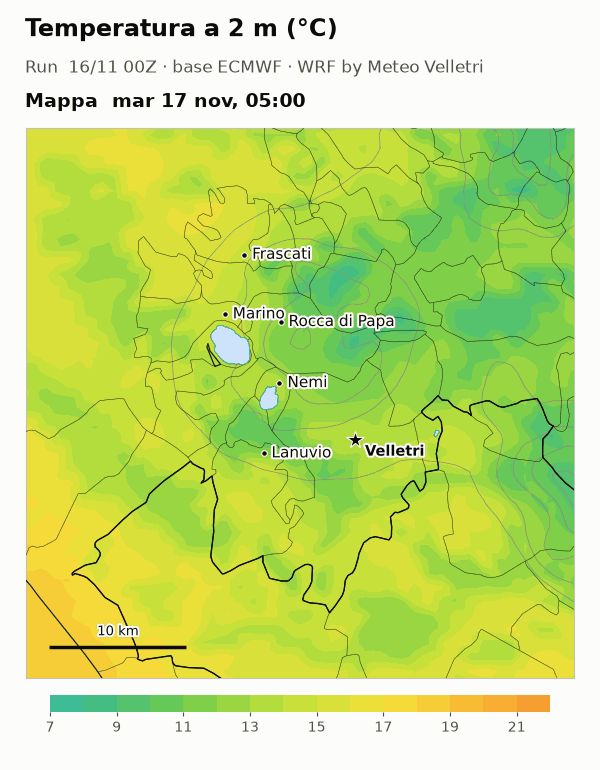 Temperatura a 2 m (°C)
Run 16/11 00Z · base ECMWF · WRF by Meteo Velletri
Mappa mar 17 nov, 05:00
Frascati
Marino
Rocca di Papa
Nemi
Velletri
Lanuvio
10 km
7 9 11 13 15 17 19 21